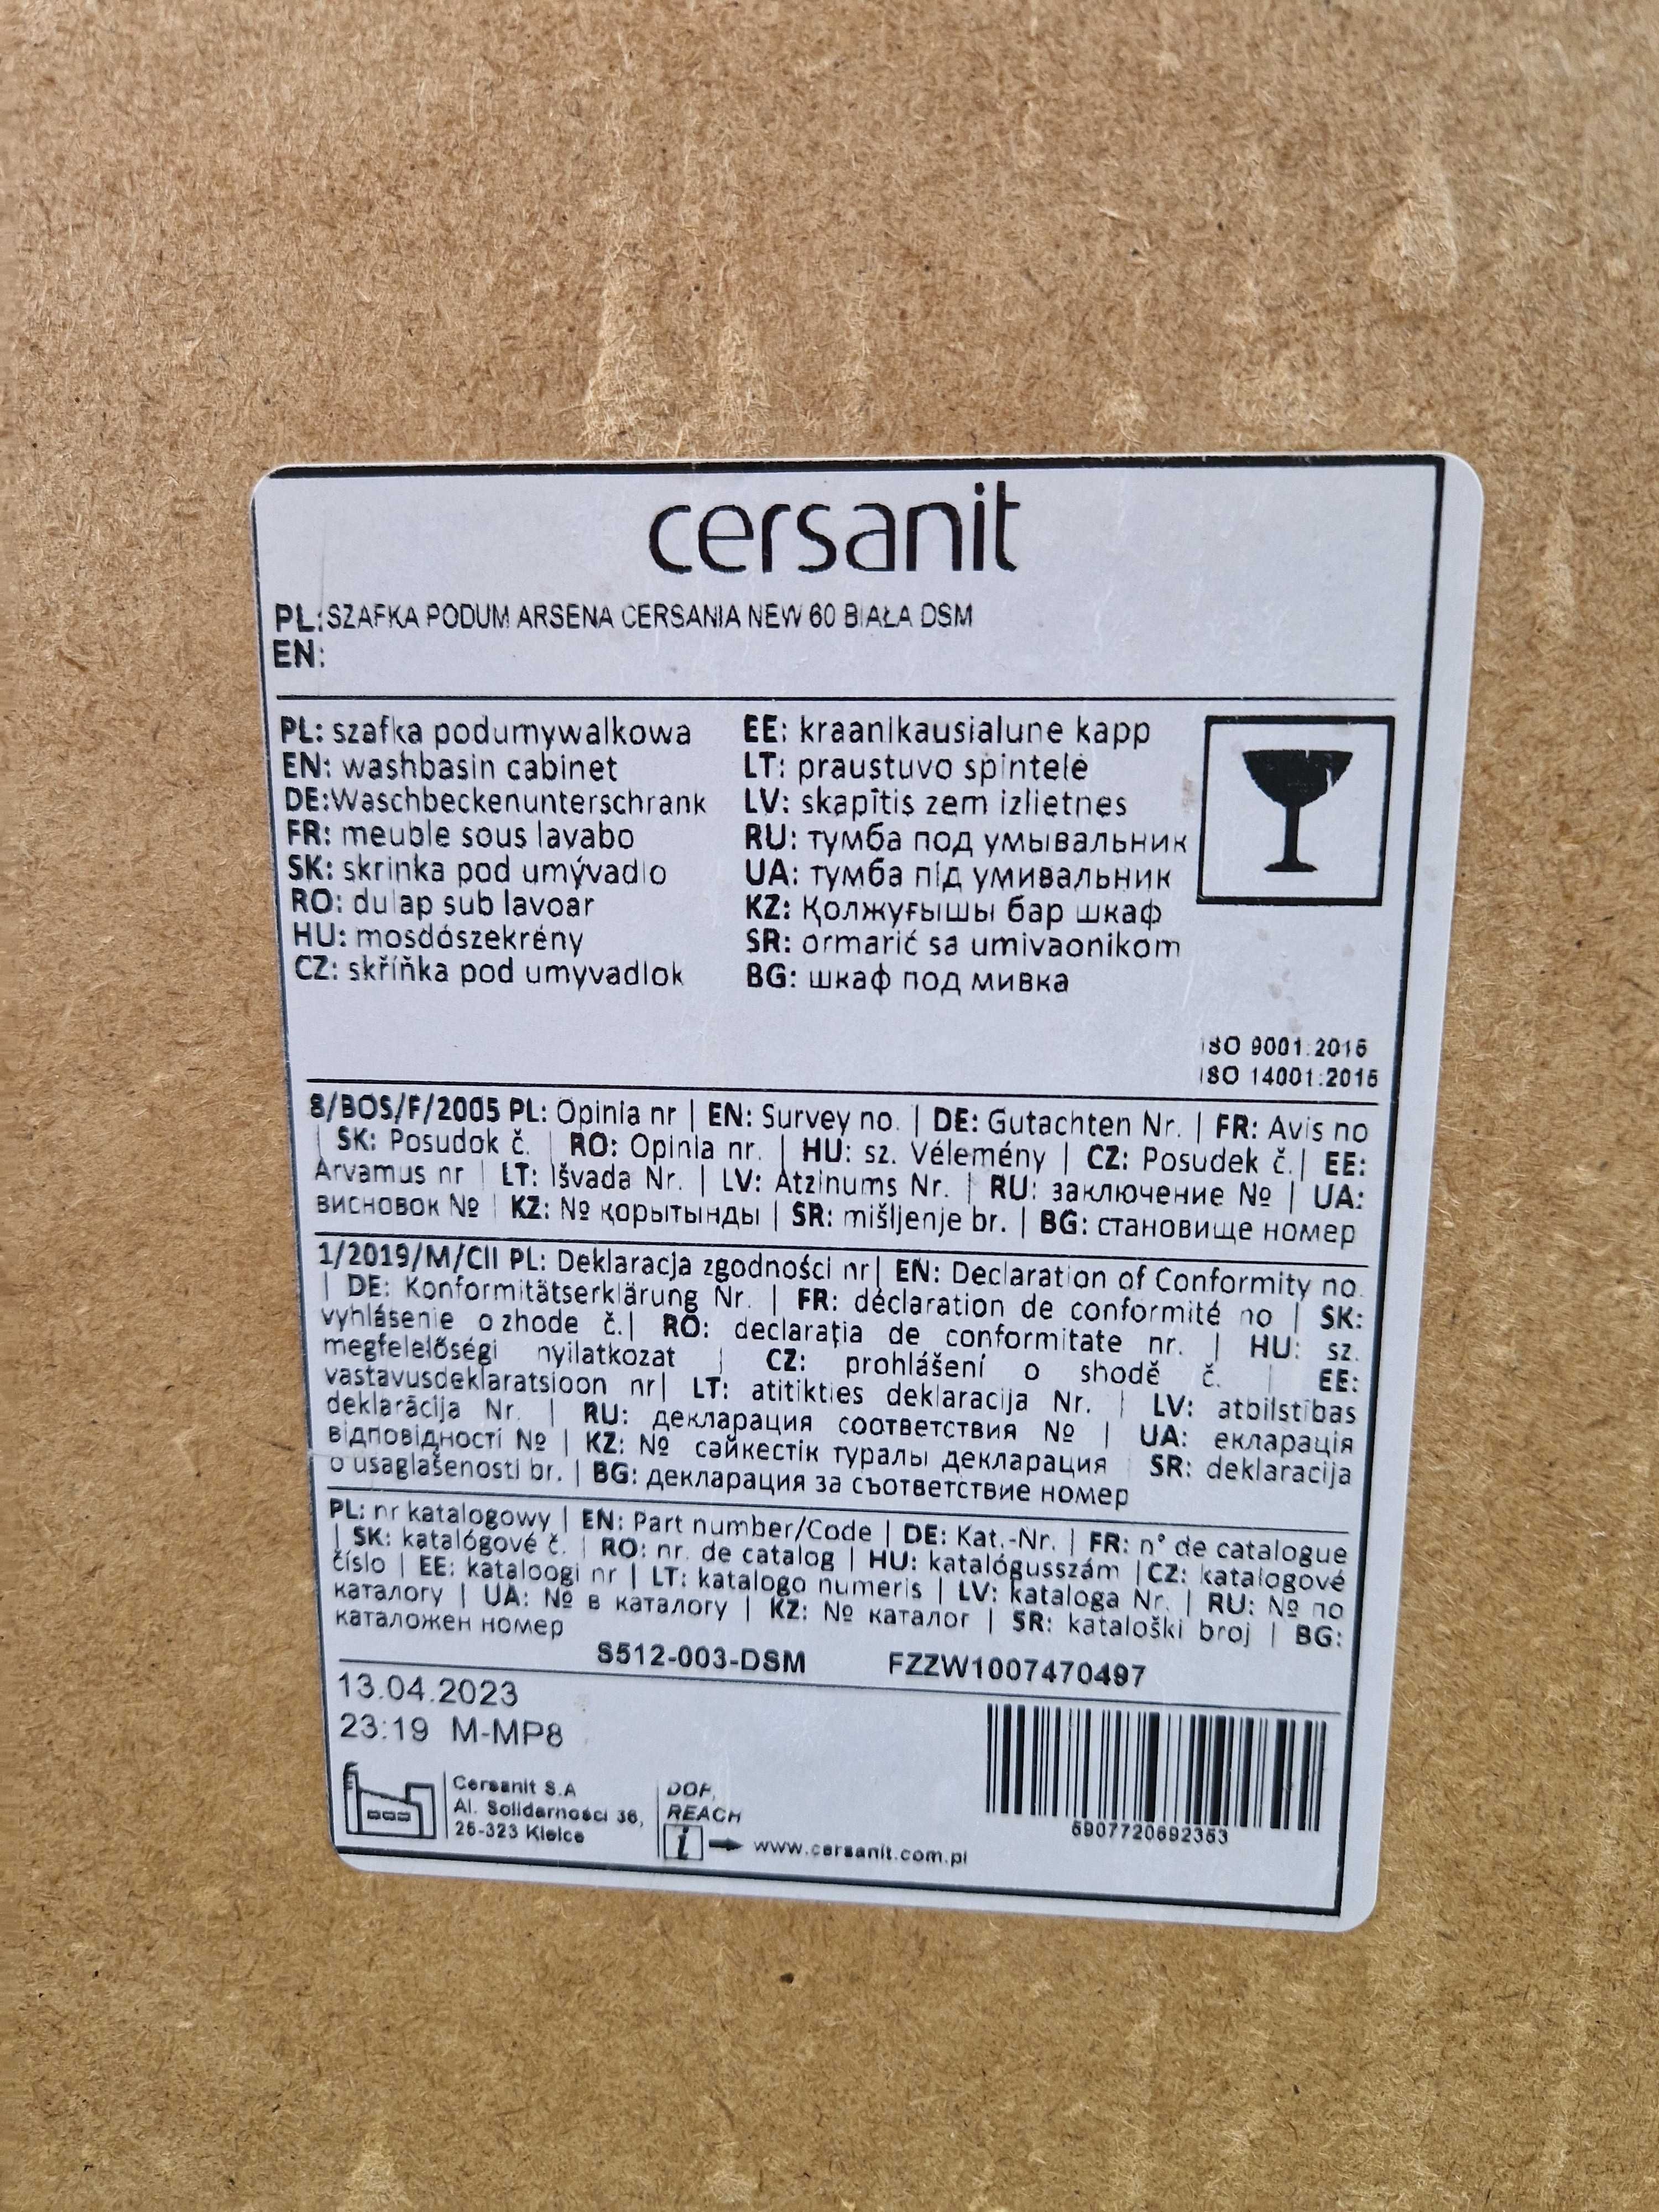 cersanit
PL: SZAFKA PODUM ARSENA CERSANIA NEW 60 BIAŁA DSM
EN:
PL: szafka podumywalkowa
EN: washbasin cabinet
DE:Waschbeckenunterschrank
FR: meuble sous lavabo
SK: skrinka pod umývadlo
RO: dulap sub lavoar
HU: mosdószekrény
CZ: skříňka pod umyvadlok
EE: kraanikausialune kapp
LT: praustuvo spintelė
LV: skapītis zem izlietnes
RU: тумба под умывальник
UA: тумба під умивальник
KZ: Қолжуғышы бар шкаф
SR: ormarić sa umivaonikom
BG: шкаф под мивка
ISO 9001:2015
ISO 14001:2015
8/BOS/F/2005 PL: Opinia nr | EN: Survey no. | DE: Gutachten Nr. | FR: Avis no
| SK: Posudok č. | RO: Opinia nr. | HU: sz. Vélemény | CZ: Posudek č.| EE:
Arvamus nr | LT: Išvada Nr. | LV: Atzinums Nr. | RU: заключение № | UA:
висновок № | KZ: № қорытынды | SR: mišljenje br. | BG: становище номер
1/2019/M/CII PL: Deklaracja zgodności nr| EN: Declaration of Conformity no.
| DE: Konformitätserklärung Nr. | FR: déclaration de conformité no | SK:
vyhlásenie o zhode č.| RO: declarația de conformitate nr. | HU: sz.
megfelelőségi nyilatkozat | CZ: prohlášení o shodě č. | EE:
vastavusdeklaratsioon nr| LT: atitikties deklaracija Nr. | LV: atbilstības
deklarācija Nr. | RU: декларация соответствия № | UA: екларація
відповідності № | KZ: № сәйкестік туралы декларация | SR: deklaracija
o usaglašenosti br. | BG: декларация за съответствие номер
PL: nr katalogowy | EN: Part number/Code | DE: Kat.-Nr. | FR: n° de catalogue
| SK: katalógové č. | RO: nr. de catalog | HU: katalógusszám |CZ: katalogové
číslo | EE: kataloogi nr | LT: katalogo numeris | LV: kataloga Nr. | RU: № по
каталогу | UA: № в каталогу | KZ: № каталог | SR: kataloški broj | BG:
каталожен номер
S512-003-DSM FZZW1007470497
13.04.2023
23:19 M-MP8
Cersanit S.A
Al. Solidarności 36,
25-323 Kielce
DOP,
REACH
i www.cersanit.com.pl
5907720692353